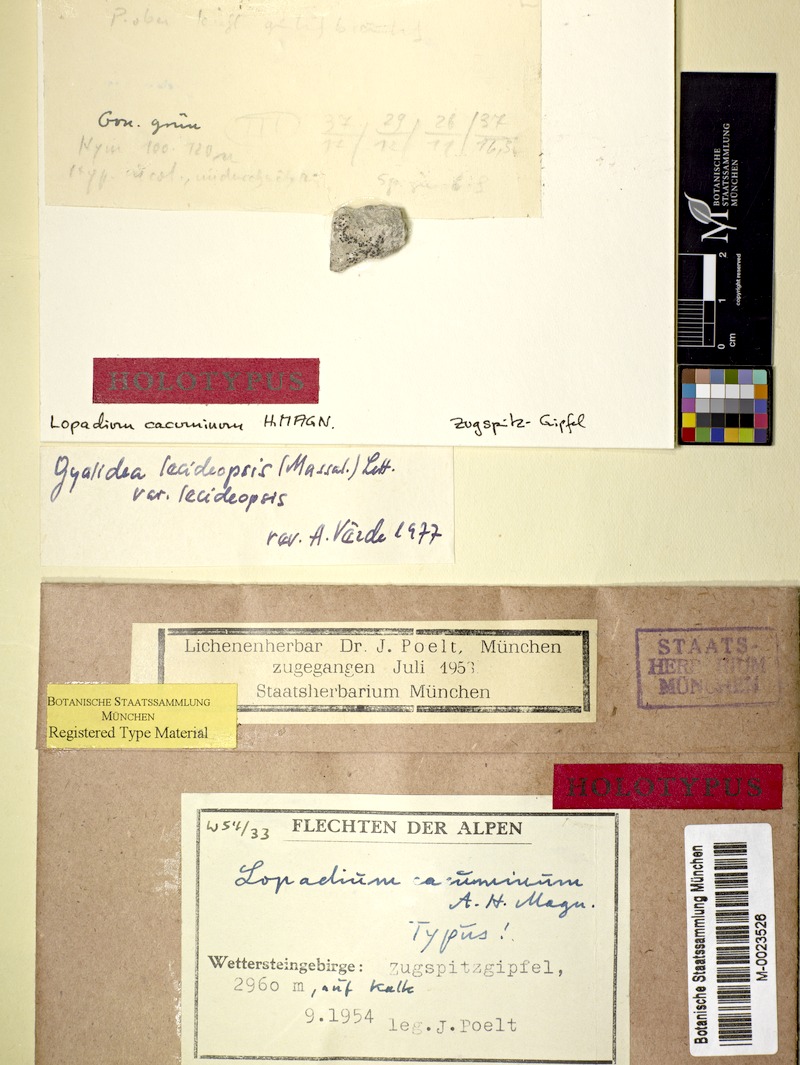 Gon. grün
III 37/12 / 29/12 / 26/11 / 37/16,5
Hym 100-120 µ
BOTANISCHE
STAATSSAMMLUNG
MÜNCHEN
0 1 2
cm
copyright reserved
HOLOTYPUS
Lopadium cacuminum H.MAGN. Zugspitz-Gipfel
Gyalidea lecideopsis (Massal.) Lett.
var. lecideopsis
rev. A. Vězda 1977
Lichenenherbar Dr. J. Poelt, München
zugegangen Juli 195
Staatsherbarium München
STAATS-
HERBARIUM
MÜNCHEN
BOTANISCHE STAATSSAMMLUNG
MÜNCHEN
Registered Type Material
HOLOTYPUS
W54/33 FLECHTEN DER ALPEN
Lopadium cacuminum
A. H. Magn.
Typus!
Wettersteingebirge: Zugspitzgipfel,
2960 m, auf Kalk
9.1954 leg. J. Poelt
Botanische Staatssammlung München
M-0023528